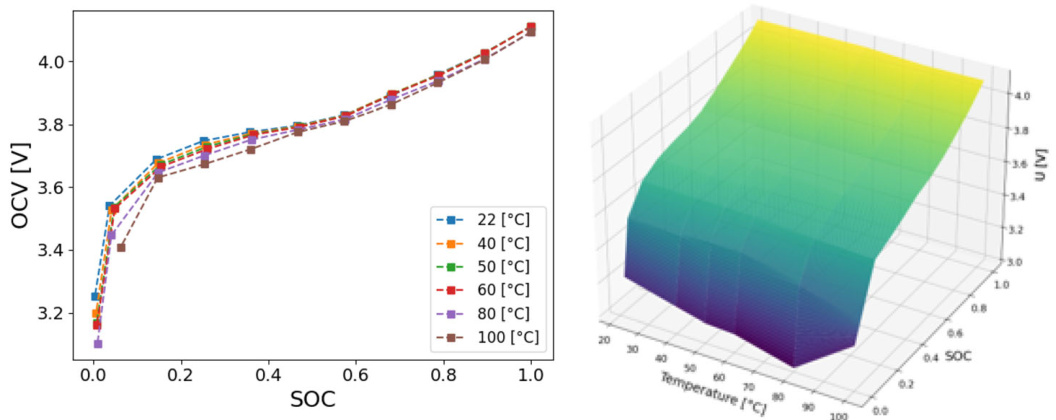 OCV [V]
4.0
3.8
3.6
3.4
3.2
0.0 0.2 0.4 0.6 0.8 1.0
SOC
22 [°C]
40 [°C]
50 [°C]
60 [°C]
80 [°C]
100 [°C]
4.0
3.8
3.6
3.4
3.2
3.0
U [V]
20 30 40 50 60 70 80 90 100
Temperature [°C]
0.0 0.2 0.4 0.6 0.8 1.0
SOC